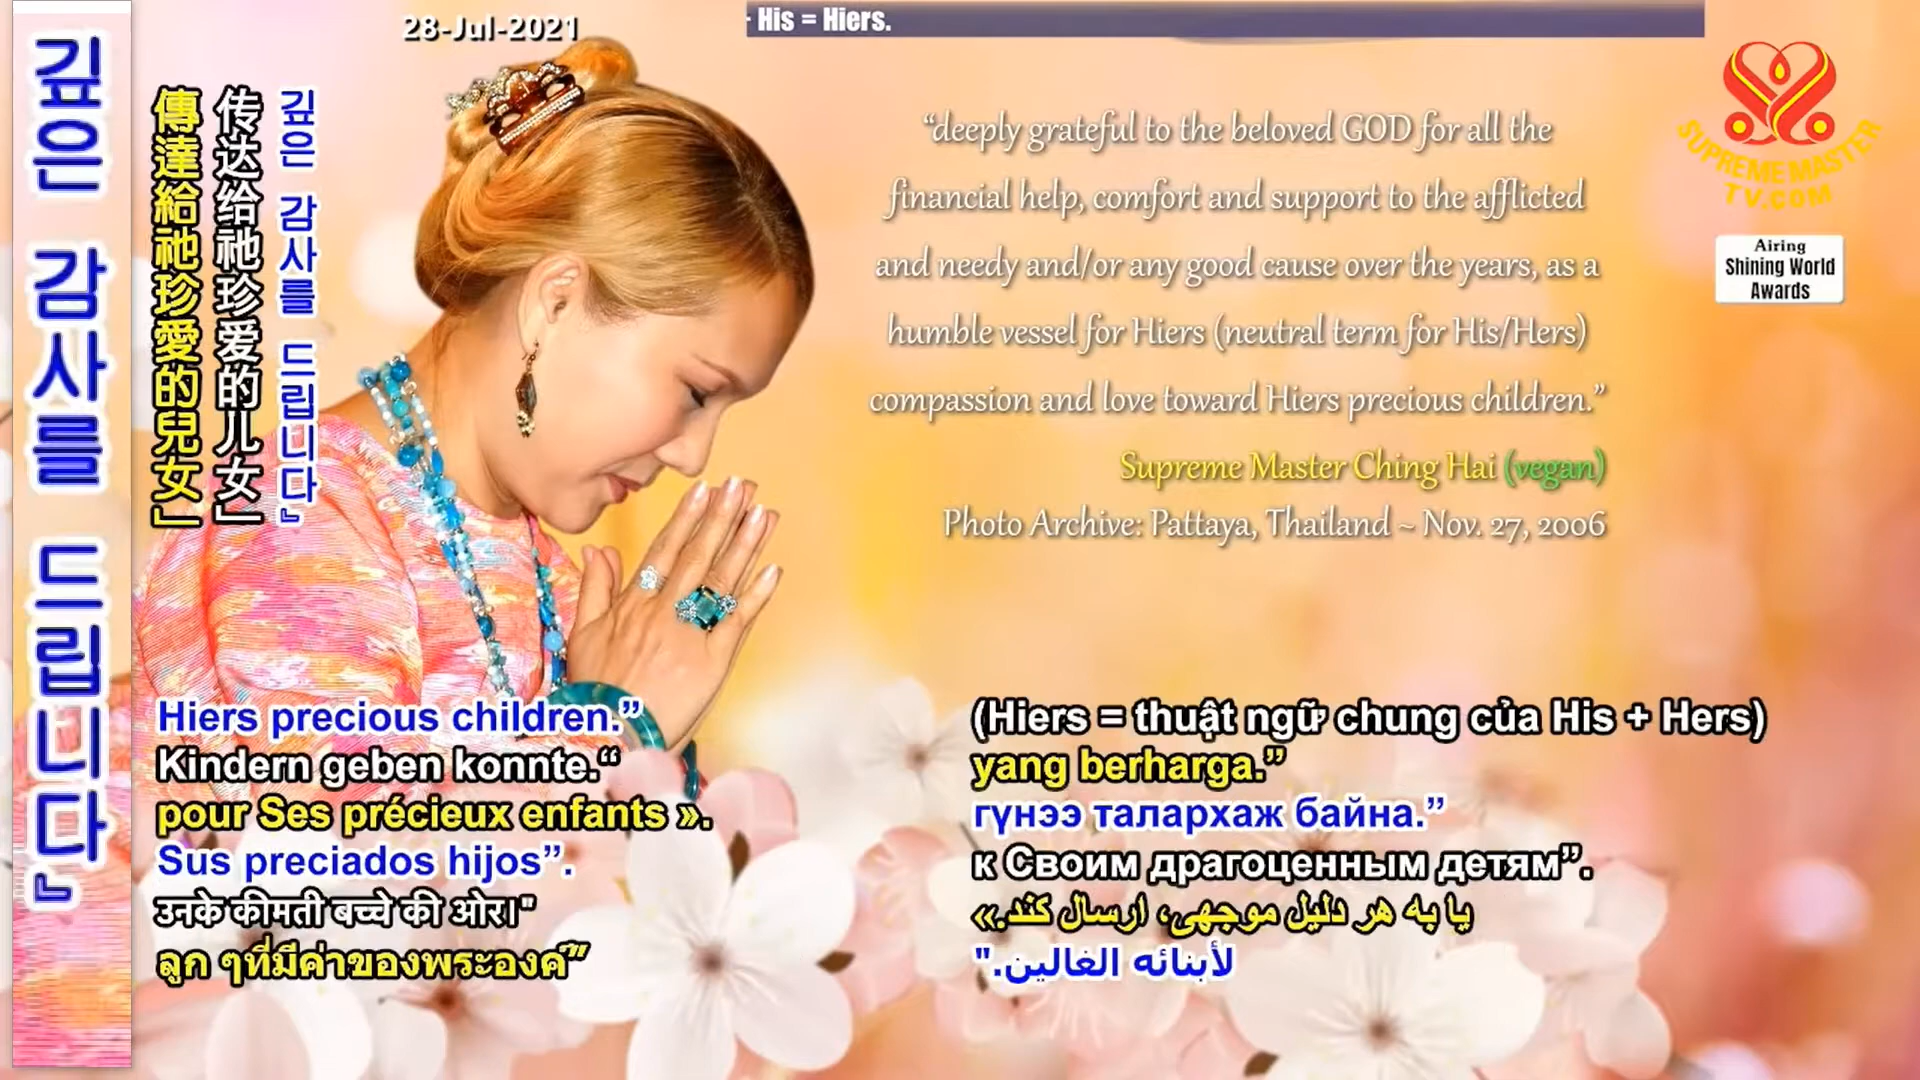 깊은 감사를 드립니다』
28-Jul-2021
His = Hiers.
傳達給祂珍愛的兒女」
传达给祂珍爱的儿女」
깊은 감사를 드립니다』
“deeply grateful to the beloved GOD for all the
financial help, comfort and support to the afflicted
and needy and/or any good cause over the years, as a
humble vessel for Hiers (neutral term for His/Hers)
compassion and love toward Hiers precious children.”
Supreme Master Ching Hai (vegan)
Photo Archive: Pattaya, Thailand ~ Nov. 27, 2006
SUPREME MASTER
TV.COM
Airing
Shining World
Awards
Hiers precious children.”
Kindern geben konnte.“
pour Ses précieux enfants ».
Sus preciados hijos”.
उनके कीमती बच्चे की ओर।"
ลูก ๆที่มีค่าของพระองค์”
(Hiers = thuật ngữ chung của His + Hers)
yang berharga.”
гүнээ талархаж байна.”
к Своим драгоценным детям”.
یا به هر دلیل موجهی، ارسال کند.»
لأبنائه الغالين."